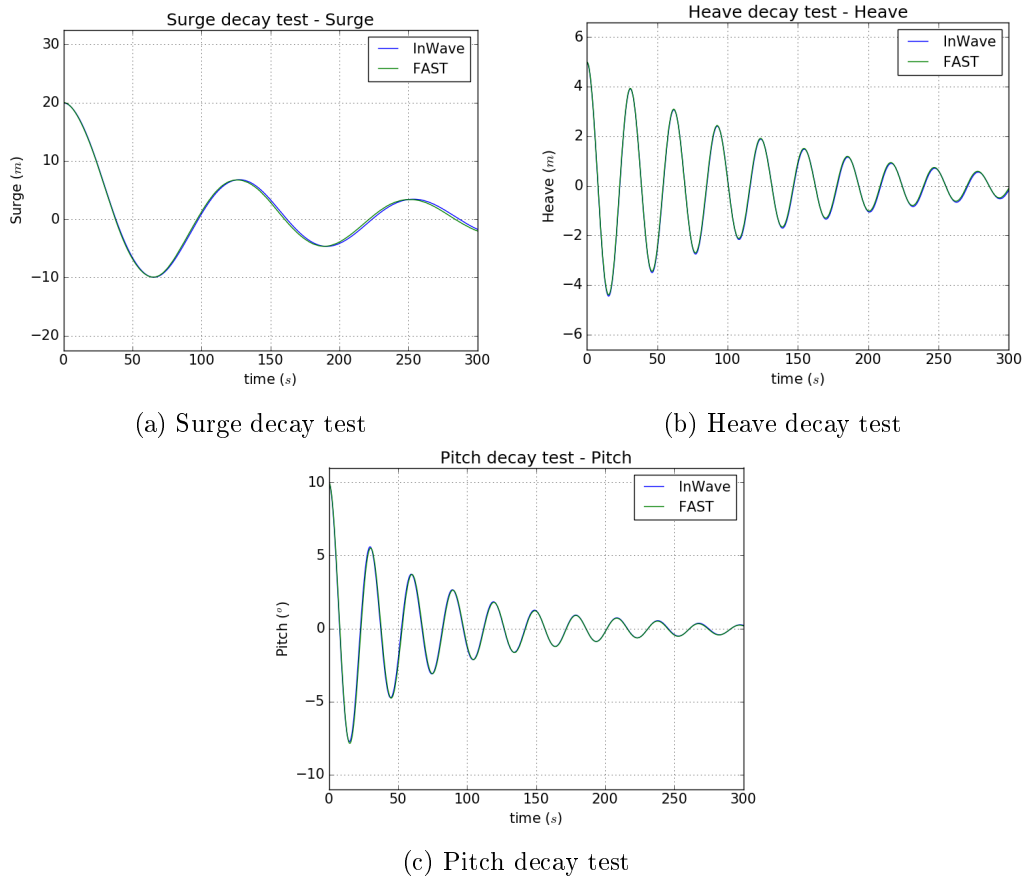 Surge decay test - Surge
InWave
FAST
Surge (m)
30
20
10
0
−10
−20
0 50 100 150 200 250 300
time (s)
(a) Surge decay test
Heave decay test - Heave
InWave
FAST
Heave (m)
6
4
2
0
−2
−4
−6
0 50 100 150 200 250 300
time (s)
(b) Heave decay test
Pitch decay test - Pitch
InWave
FAST
Pitch (°)
10
5
0
−5
−10
0 50 100 150 200 250 300
time (s)
(c) Pitch decay test